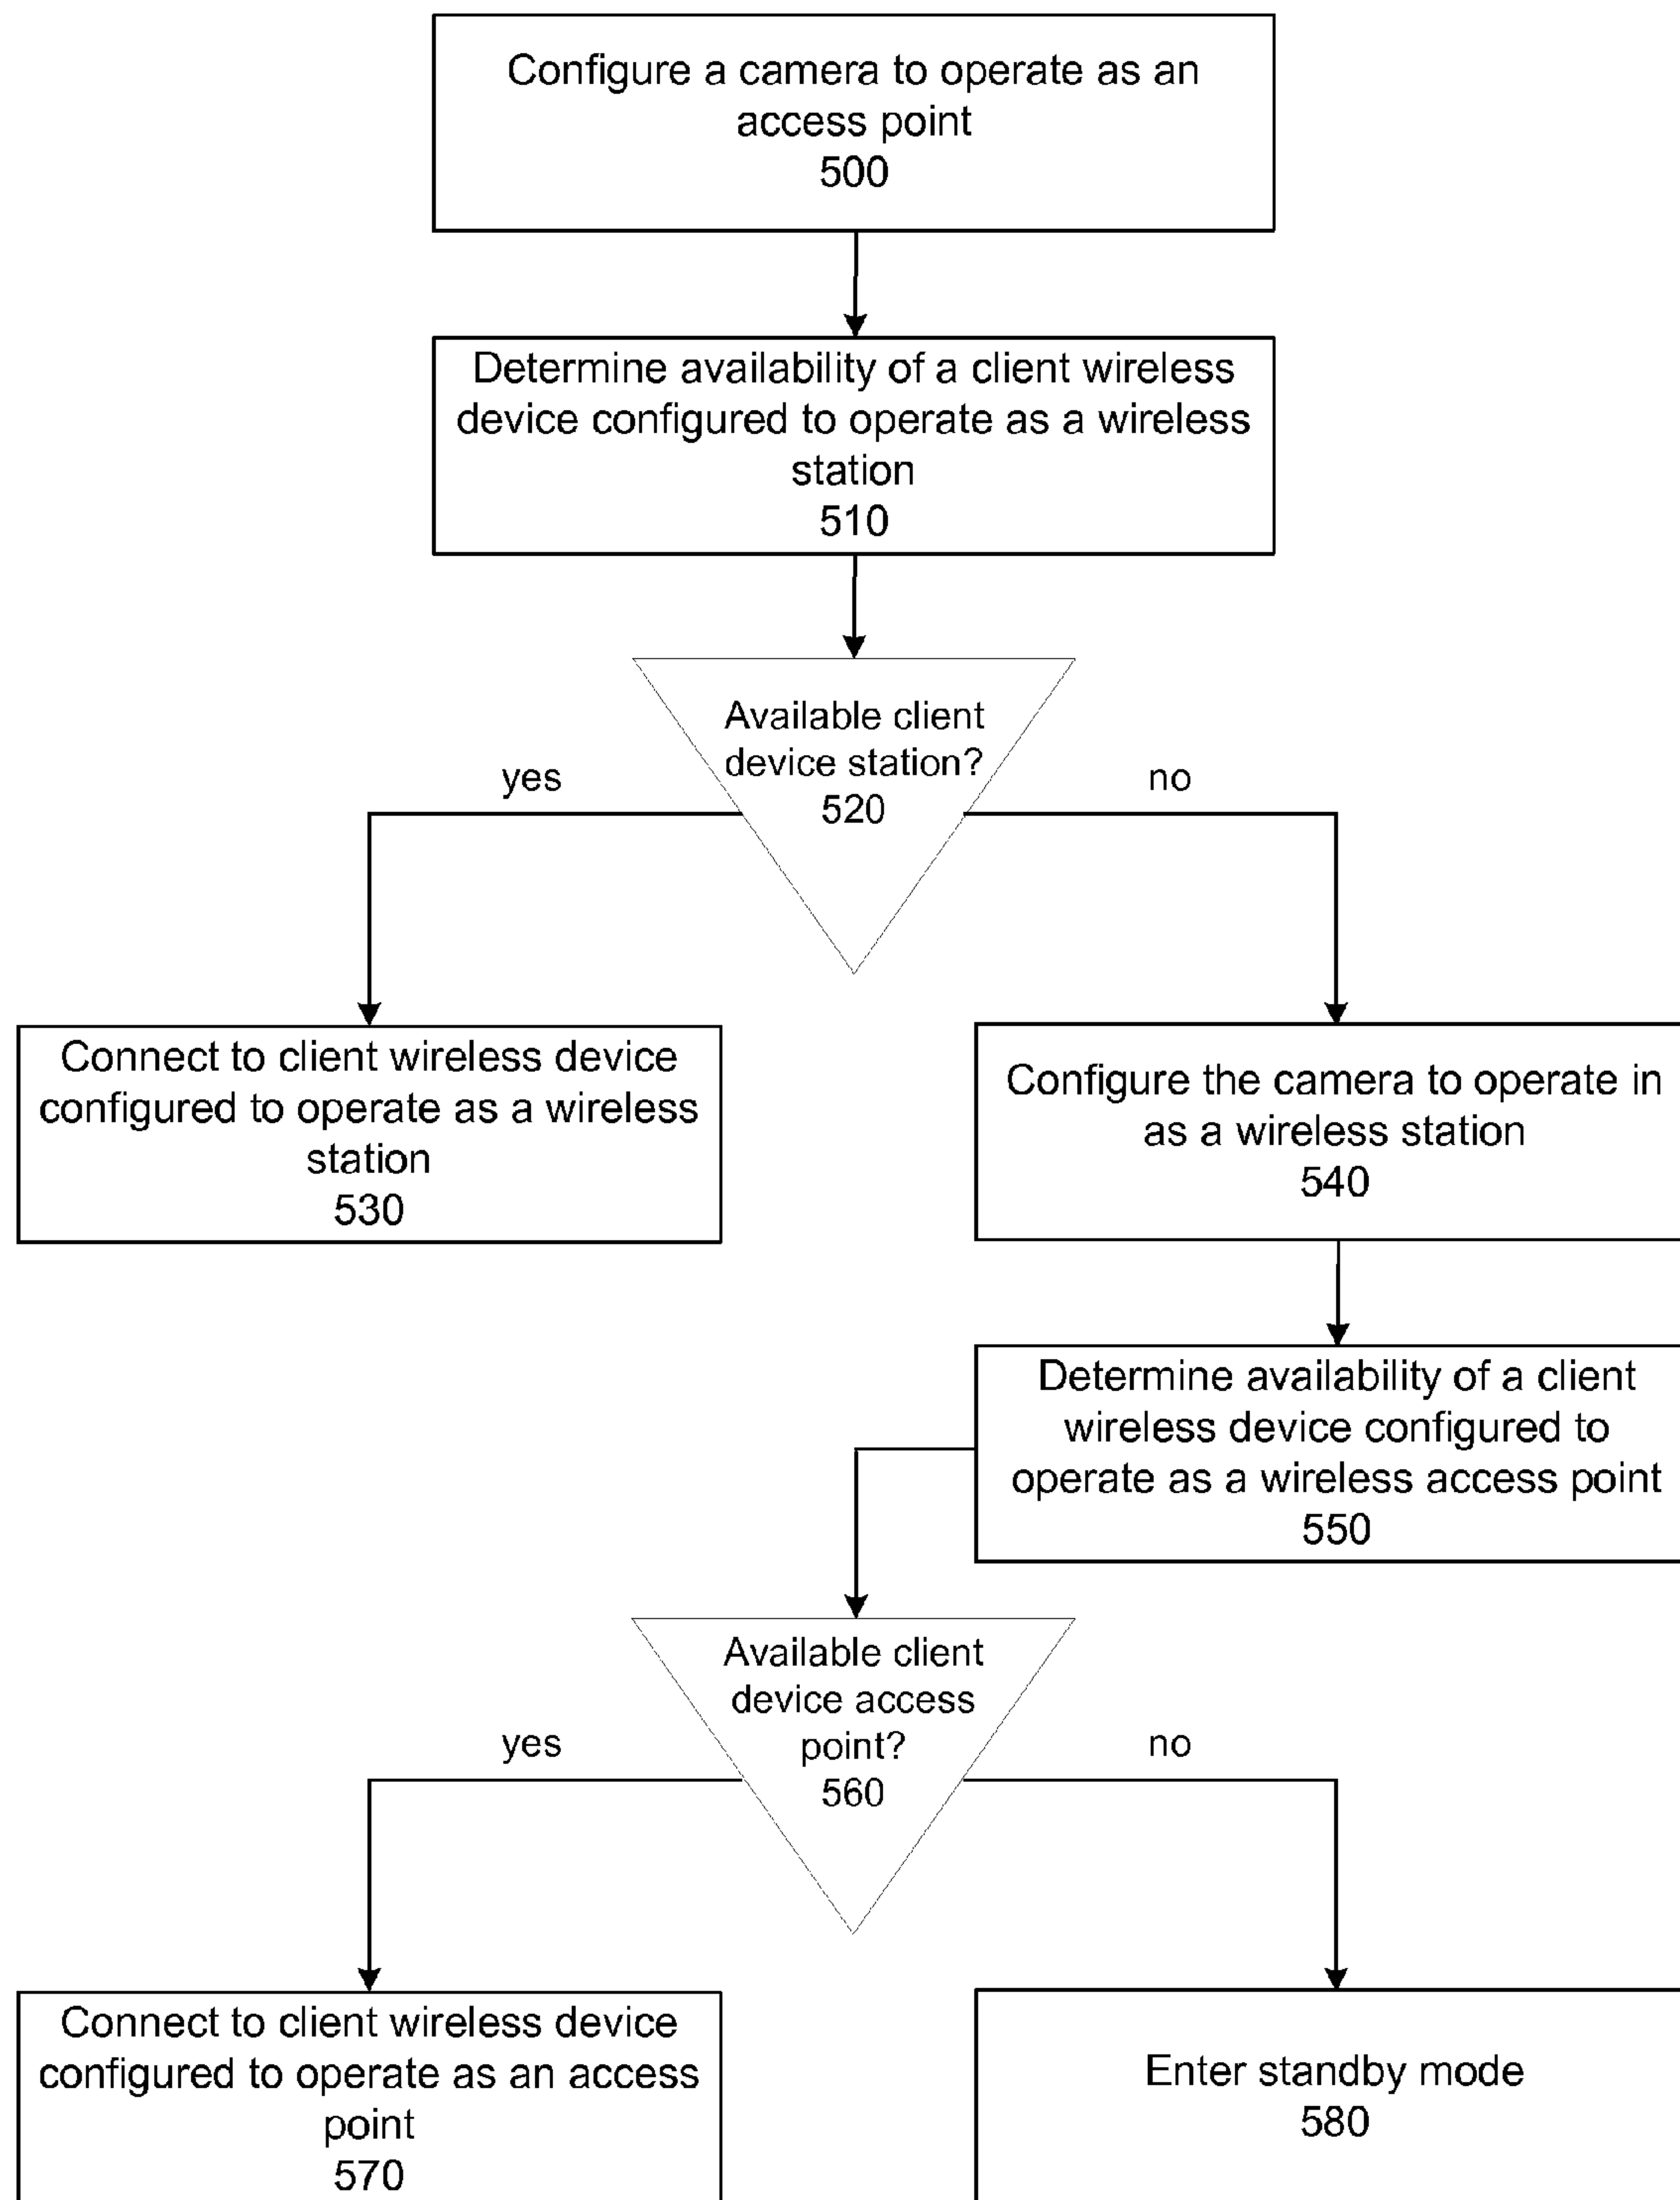 Configure a camera to operate as an
access point
500
Determine availability of a client wireless
device configured to operate as a wireless
station
510
Available client
device station?
520
yes
no
Connect to client wireless device
configured to operate as a wireless
station
530
Configure the camera to operate in
as a wireless station
540
Determine availability of a client
wireless device configured to
operate as a wireless access point
550
Available client
device access
point?
560
yes
no
Connect to client wireless device
configured to operate as an access
point
570
Enter standby mode
580